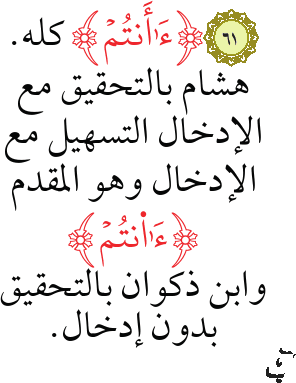 ٦١ ﴿ءَاَ۬نتُمْ﴾ كله.
هشام بالتحقيق مع
الإدخال التسهيل مع
الإدخال وهو المقدم
﴿ءَا۬نتُمْ﴾
وابن ذكوان بالتحقيق
بدون إدخال.